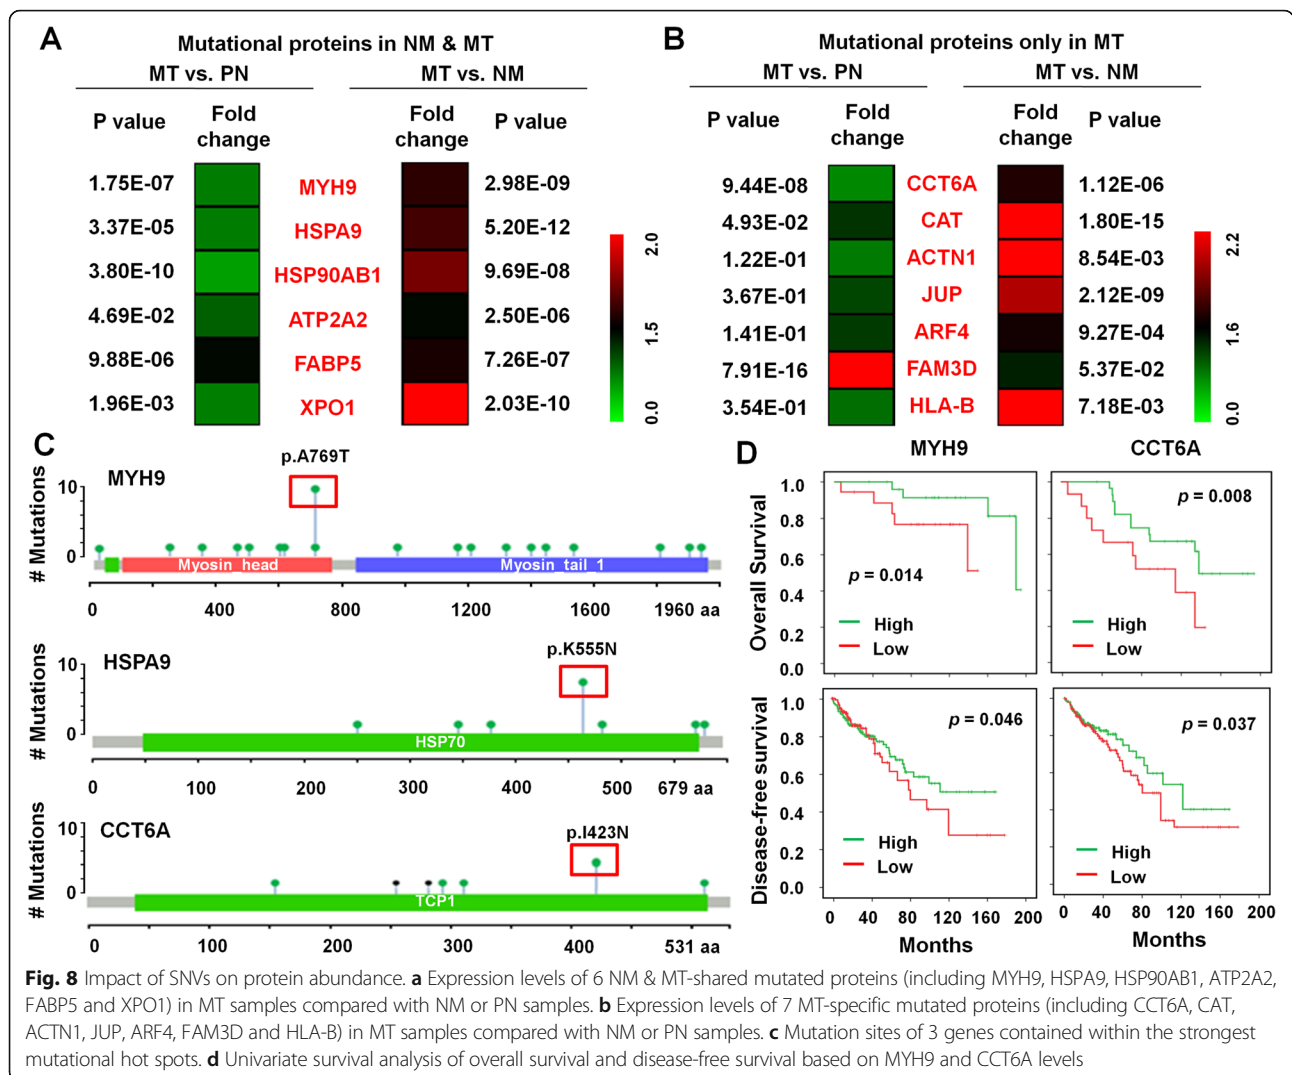 A
Mutational proteins in NM & MT
MT vs. PN
MT vs. NM
P value
Fold change
Fold change
P value
1.75E-07 MYH9 2.98E-09
3.37E-05 HSPA9 5.20E-12
3.80E-10 HSP90AB1 9.69E-08
4.69E-02 ATP2A2 2.50E-06
9.88E-06 FABP5 7.26E-07
1.96E-03 XPO1 2.03E-10
2.0
1.5
0.0
B
Mutational proteins only in MT
MT vs. PN
MT vs. NM
P value
Fold change
Fold change
P value
9.44E-08 CCT6A 1.12E-06
4.93E-02 CAT 1.80E-15
1.22E-01 ACTN1 8.54E-03
3.67E-01 JUP 2.12E-09
1.41E-01 ARF4 9.27E-04
7.91E-16 FAM3D 5.37E-02
3.54E-01 HLA-B 7.18E-03
2.2
1.6
0.0
C
MYH9
p.A769T
# Mutations
10
0
Myosin_head
Myosin_tail_1
0 400 800 1200 1600 1960 aa
HSPA9
p.K555N
# Mutations
10
0
HSP70
0 100 200 300 400 500 679 aa
CCT6A
p.I423N
# Mutations
10
0
TCP1
0 100 200 300 400 531 aa
D
MYH9
CCT6A
Overall Survival
1.0
0.8
0.6
0.4
0.2
0.0
p = 0.014
High
Low
p = 0.008
High
Low
Disease-free survival
1.0
0.8
0.6
0.4
0.2
0.0
p = 0.046
High
Low
0 40 80 120 160 200
Months
p = 0.037
High
Low
0 40 80 120 160 200
Months
Fig. 8 Impact of SNVs on protein abundance. a Expression levels of 6 NM & MT-shared mutated proteins (including MYH9, HSPA9, HSP90AB1, ATP2A2,
FABP5 and XPO1) in MT samples compared with NM or PN samples. b Expression levels of 7 MT-specific mutated proteins (including CCT6A, CAT,
ACTN1, JUP, ARF4, FAM3D and HLA-B) in MT samples compared with NM or PN samples. c Mutation sites of 3 genes contained within the strongest
mutational hot spots. d Univariate survival analysis of overall survival and disease-free survival based on MYH9 and CCT6A levels